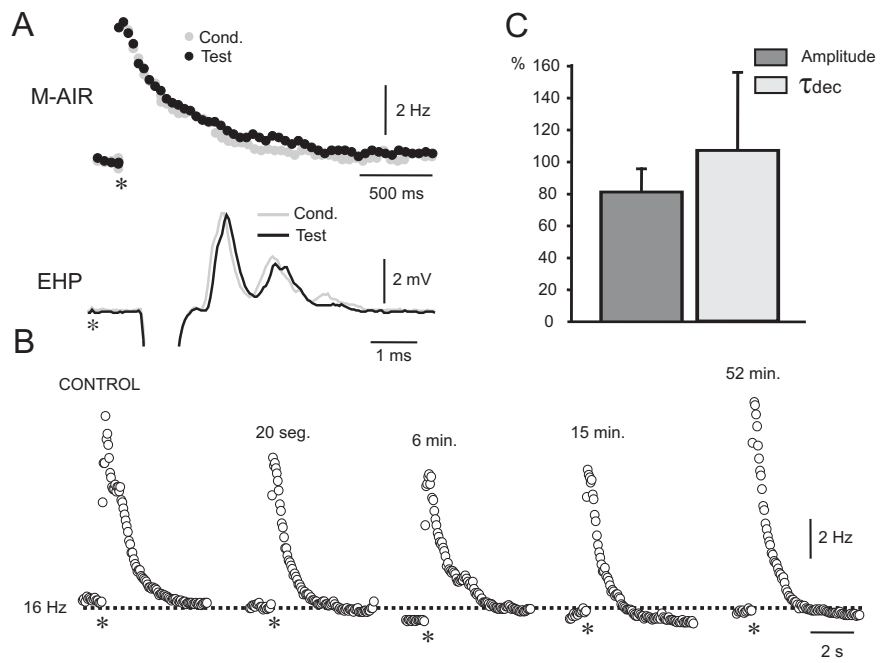 A
Cond.
Test
M-AIR
2 Hz
*
500 ms
Cond.
Test
EHP
2 mV
*
1 ms
C
%
160
140
120
100
80
60
40
20
0
Amplitude
τdec
B
CONTROL
20 seg.
6 min.
15 min.
52 min.
2 Hz
16 Hz
* * * * *
2 s